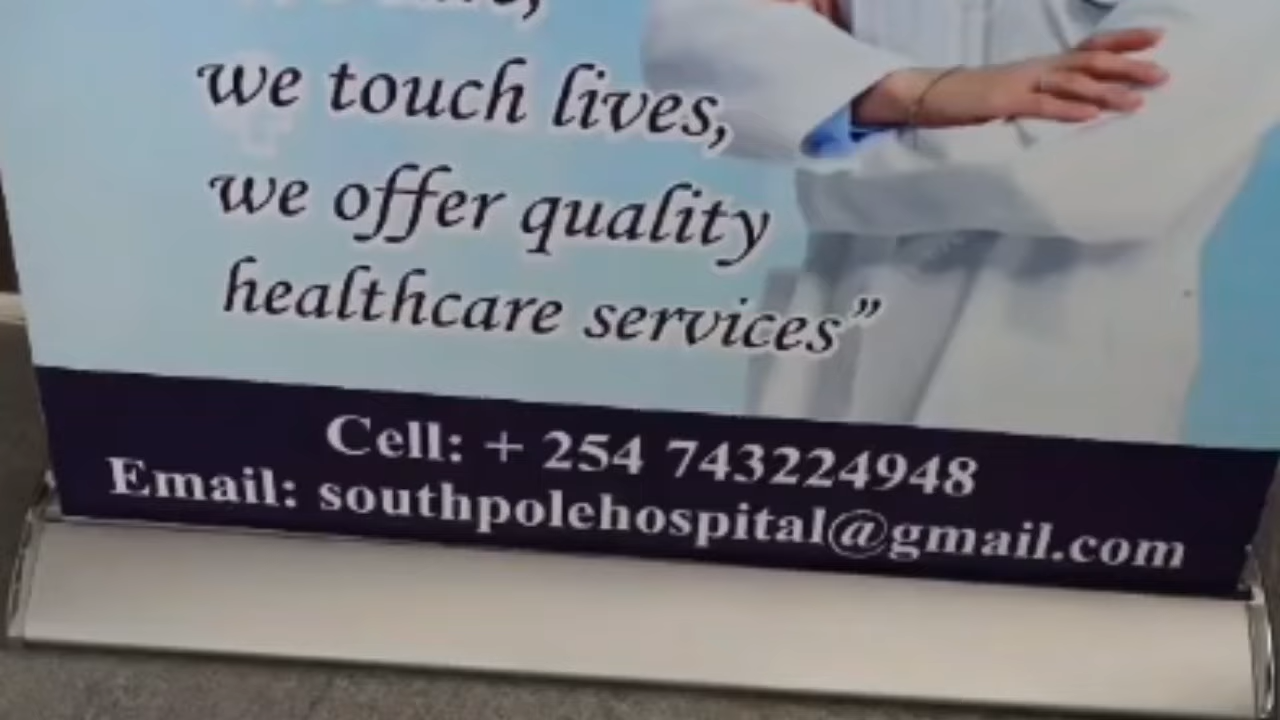 we touch lives,
we offer quality
healthcare services”
Cell: + 254 743224948
Email: southpolehospital@gmail.com